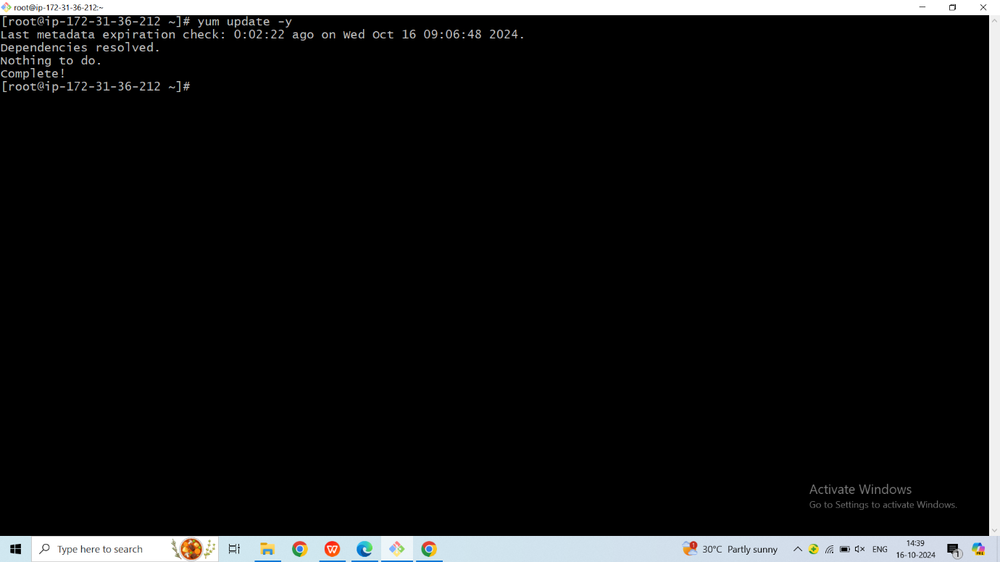 root@ip-172-31-36-212:~
[root@ip-172-31-36-212 ~]# yum update -y
Last metadata expiration check: 0:02:22 ago on Wed Oct 16 09:06:48 2024.
Dependencies resolved.
Nothing to do.
Complete!
[root@ip-172-31-36-212 ~]#
Activate Windows
Go to Settings to activate Windows.
Type here to search
W
1
30°C Partly sunny
ENG
14:39
16-10-2024
1
PRE